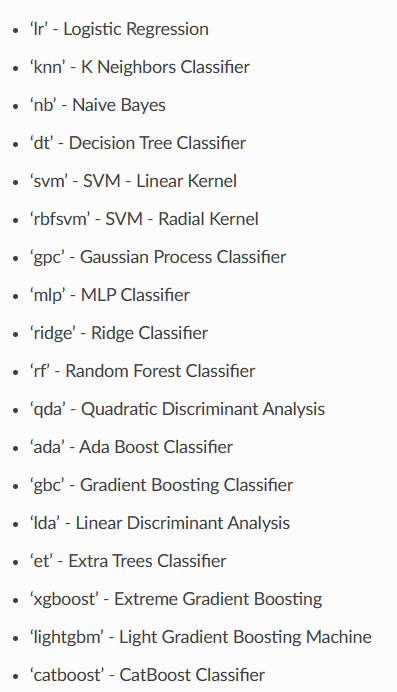 • ‘lr’ - Logistic Regression
• ‘knn’ - K Neighbors Classifier
• ‘nb’ - Naive Bayes
• ‘dt’ - Decision Tree Classifier
• ‘svm’ - SVM - Linear Kernel
• ‘rbfsvm’ - SVM - Radial Kernel
• ‘gpc’ - Gaussian Process Classifier
• ‘mlp’ - MLP Classifier
• ‘ridge’ - Ridge Classifier
• ‘rf’ - Random Forest Classifier
• ‘qda’ - Quadratic Discriminant Analysis
• ‘ada’ - Ada Boost Classifier
• ‘gbc’ - Gradient Boosting Classifier
• ‘lda’ - Linear Discriminant Analysis
• ‘et’ - Extra Trees Classifier
• ‘xgboost’ - Extreme Gradient Boosting
• ‘lightgbm’ - Light Gradient Boosting Machine
• ‘catboost’ - CatBoost Classifier